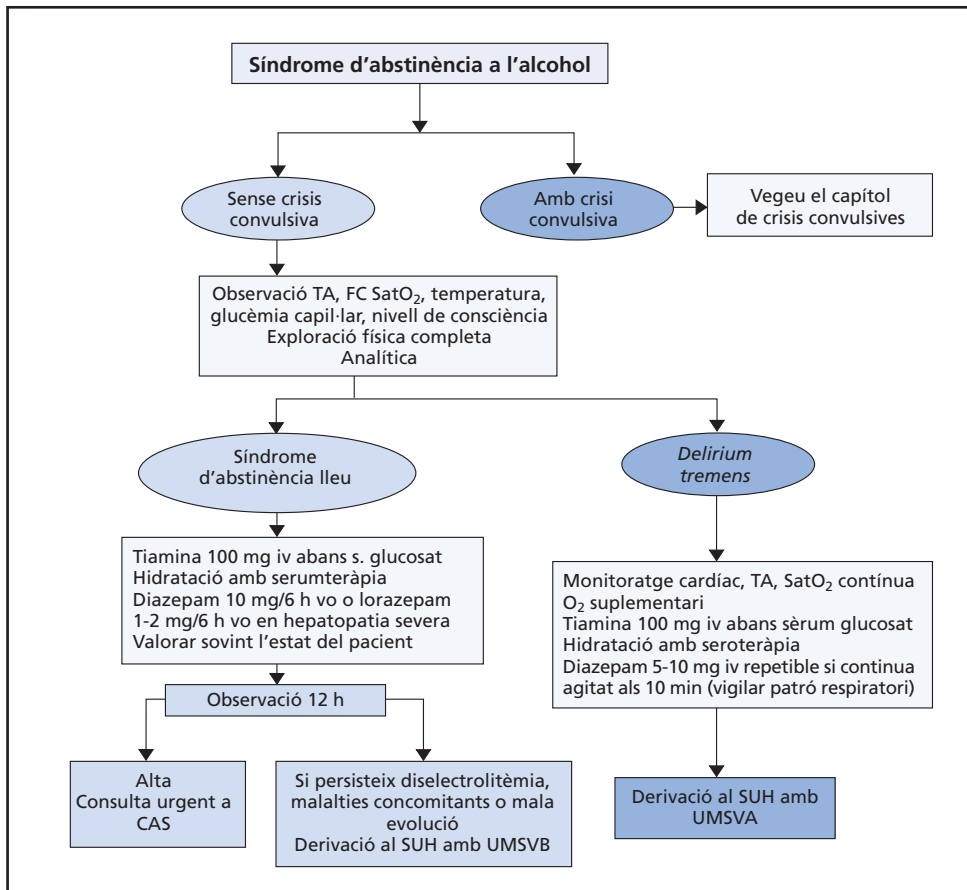 Síndrome d'abstinència a l'alcohol
Sense crisis
convulsiva
Amb crisi
convulsiva
Vegeu el capítol
de crisis convulsives
Observació TA, FC SatO₂, temperatura,
glucèmia capil·lar, nivell de consciència
Exploració física completa
Analítica
Síndrome
d'abstinència lleu
Delirium
tremens
Tiamina 100 mg iv abans s. glucosat
Hidratació amb serumteràpia
Diazepam 10 mg/6 h vo o lorazepam
1-2 mg/6 h vo en hepatopatia severa
Valorar sovint l'estat del pacient
Monitoratge cardíac, TA, SatO₂ contínua
O₂ suplementari
Tiamina 100 mg iv abans sèrum glucosat
Hidratació amb seroteràpia
Diazepam 5-10 mg iv repetible si continua
agitat als 10 min (vigilar patró respiratori)
Observació 12 h
Alta
Consulta urgent a
CAS
Si persisteix diselectrolitèmia,
malalties concomitants o mala
evolució
Derivació al SUH amb UMSVB
Derivació al SUH amb
UMSVA